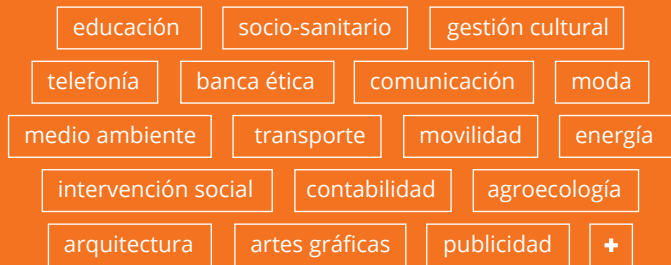 educación socio-sanitario gestión cultural
telefonía banca ética comunicación moda
medio ambiente transporte movilidad energía
intervención social contabilidad agroecología
arquitectura artes gráficas publicidad +